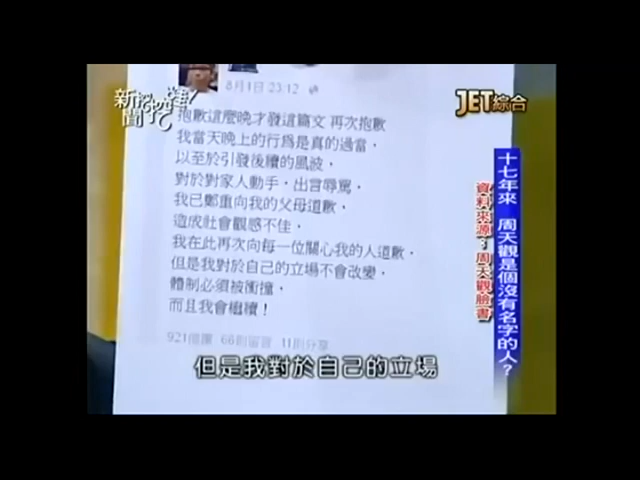 新聞挖挖哇!
JET綜合
8月1日 23:12
抱歉這麼晚才發這篇文 再次抱歉
我當天晚上的行為是真的過當，
以至於引發後續的風波，
對於對家人動手，出言辱罵，
我已鄭重向我的父母道歉，
造成社會觀感不佳，
我在此再次向每一位關心我的人道歉，
但是我對於自己的立場不會改變，
體制必須被衝撞，
而且我會繼續！
921個讚 66則留言 11則分享
十七年來 周天觀是個沒有名字的人?
資料來源：周天觀臉書
但是我對於自己的立場